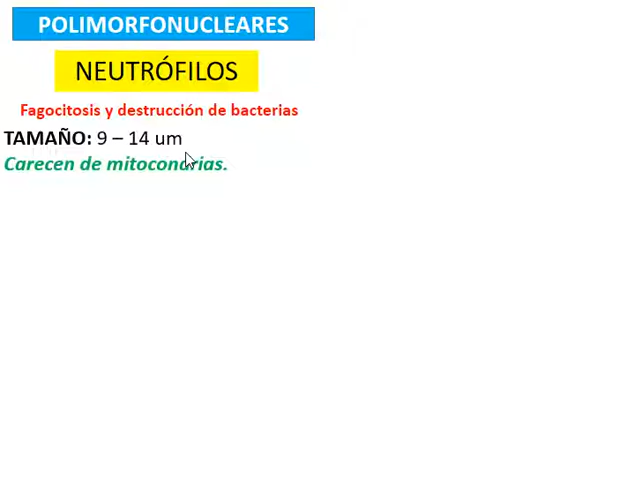 POLIMORFONUCLEARES
NEUTRÓFILOS
Fagocitosis y destrucción de bacterias
TAMAÑO: 9 – 14 um
Carecen de mitocondrias.